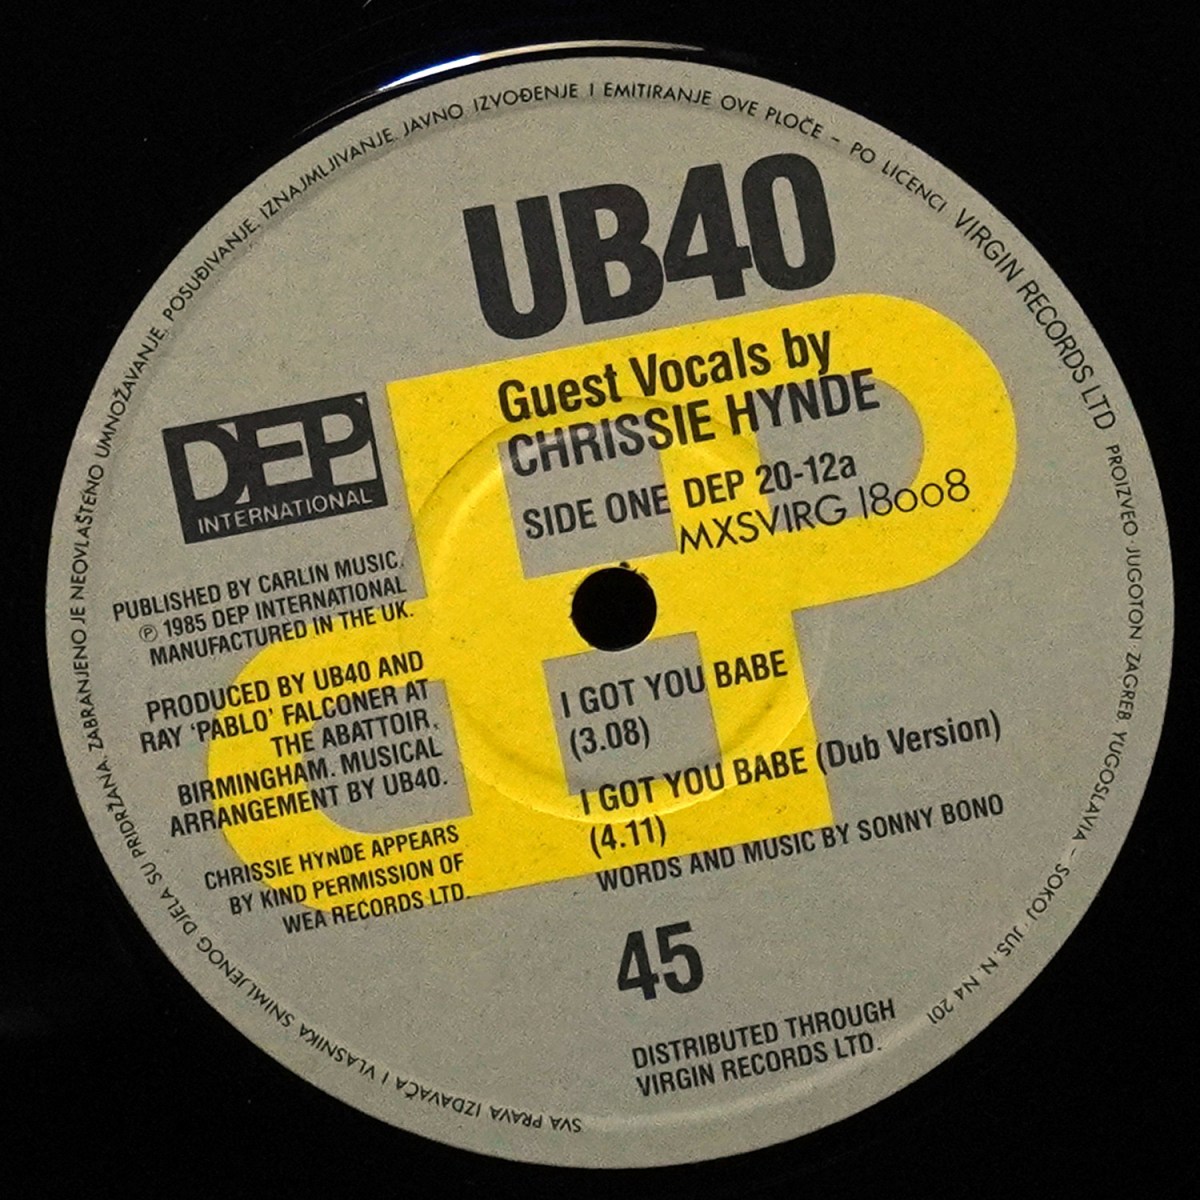 SVA PRAVA IZDAVAČA I VLASNIKA SNIMLJENOG DJELA SU PRIDRŽANA. ZABRANJENO JE NEOVLAŠTENO UMNOŽAVANJE, POSUĐIVANJE, IZNAJMLJIVANJE, JAVNO IZVOĐENJE I EMITIRANJE OVE PLOČE – PO LICENCI VIRGIN RECORDS LTD PROIZVEO · JUGOTON · ZAGREB YUGOSLAVIA – SOKOJ · JUS. N. N4 201
UB40
Guest Vocals by
CHRISSIE HYNDE
SIDE ONE DEP 20-12a
MXSVIRG 18008
DEP
INTERNATIONAL
PUBLISHED BY CARLIN MUSIC.
℗ 1985 DEP INTERNATIONAL
MANUFACTURED IN THE UK.
PRODUCED BY UB40 AND
RAY 'PABLO' FALCONER AT
THE ABATTOIR,
BIRMINGHAM. MUSICAL
ARRANGEMENT BY UB40.
CHRISSIE HYNDE APPEARS
BY KIND PERMISSION OF
WEA RECORDS LTD.
I GOT YOU BABE
(3.08)
I GOT YOU BABE (Dub Version)
(4.11)
WORDS AND MUSIC BY SONNY BONO
45
DISTRIBUTED THROUGH
VIRGIN RECORDS LTD.